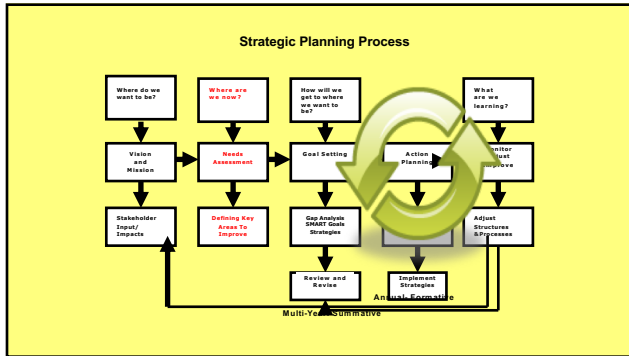 Strategic Planning Process
Where do we
want to be?
Where are
we now?
How will we
get to where
we want to
be?
What
are we
learning?
Vision
and
Mission
Needs
Assessment
Goal Setting
Action
Planning
Stakeholder
Input/
Impacts
Defining Key
Areas To
Improve
Gap Analysis
SMART Goals
Strategies
Adjust
Structures
&Processes
Review and
Revise
Implement
Strategies
Annual- Formative
Multi-Year Summative